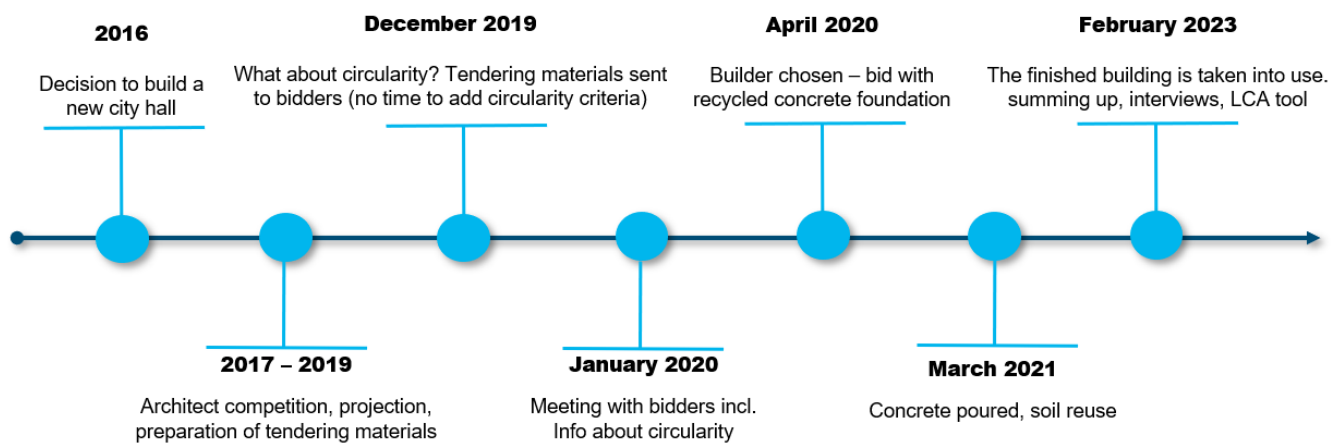 2016
Decision to build a
new city hall
December 2019
What about circularity? Tendering materials sent
to bidders (no time to add circularity criteria)
April 2020
Builder chosen – bid with
recycled concrete foundation
February 2023
The finished building is taken into use.
summing up, interviews, LCA tool
2017 – 2019
Architect competition, projection,
preparation of tendering materials
January 2020
Meeting with bidders incl.
Info about circularity
March 2021
Concrete poured, soil reuse